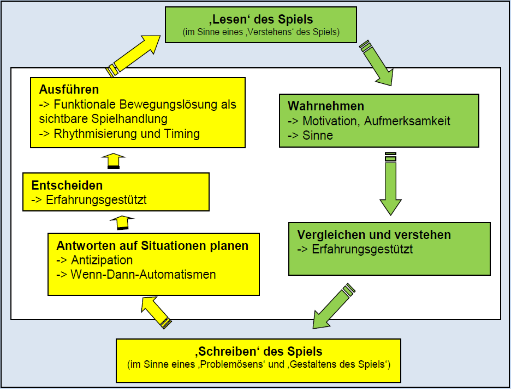 ‚Lesen‘ des Spiels
(im Sinne eines ‚Verstehens‘ des Spiels)
Ausführen
-> Funktionale Bewegungslösung als
sichtbare Spielhandlung
-> Rhythmisierung und Timing
Wahrnehmen
-> Motivation, Aufmerksamkeit
-> Sinne
Entscheiden
-> Erfahrungsgestützt
Vergleichen und verstehen
-> Erfahrungsgestützt
Antworten auf Situationen planen
-> Antizipation
-> Wenn-Dann-Automatismen
‚Schreiben‘ des Spiels
(im Sinne eines ‚Problemösens‘ und ‚Gestaltens des Spiels‘)